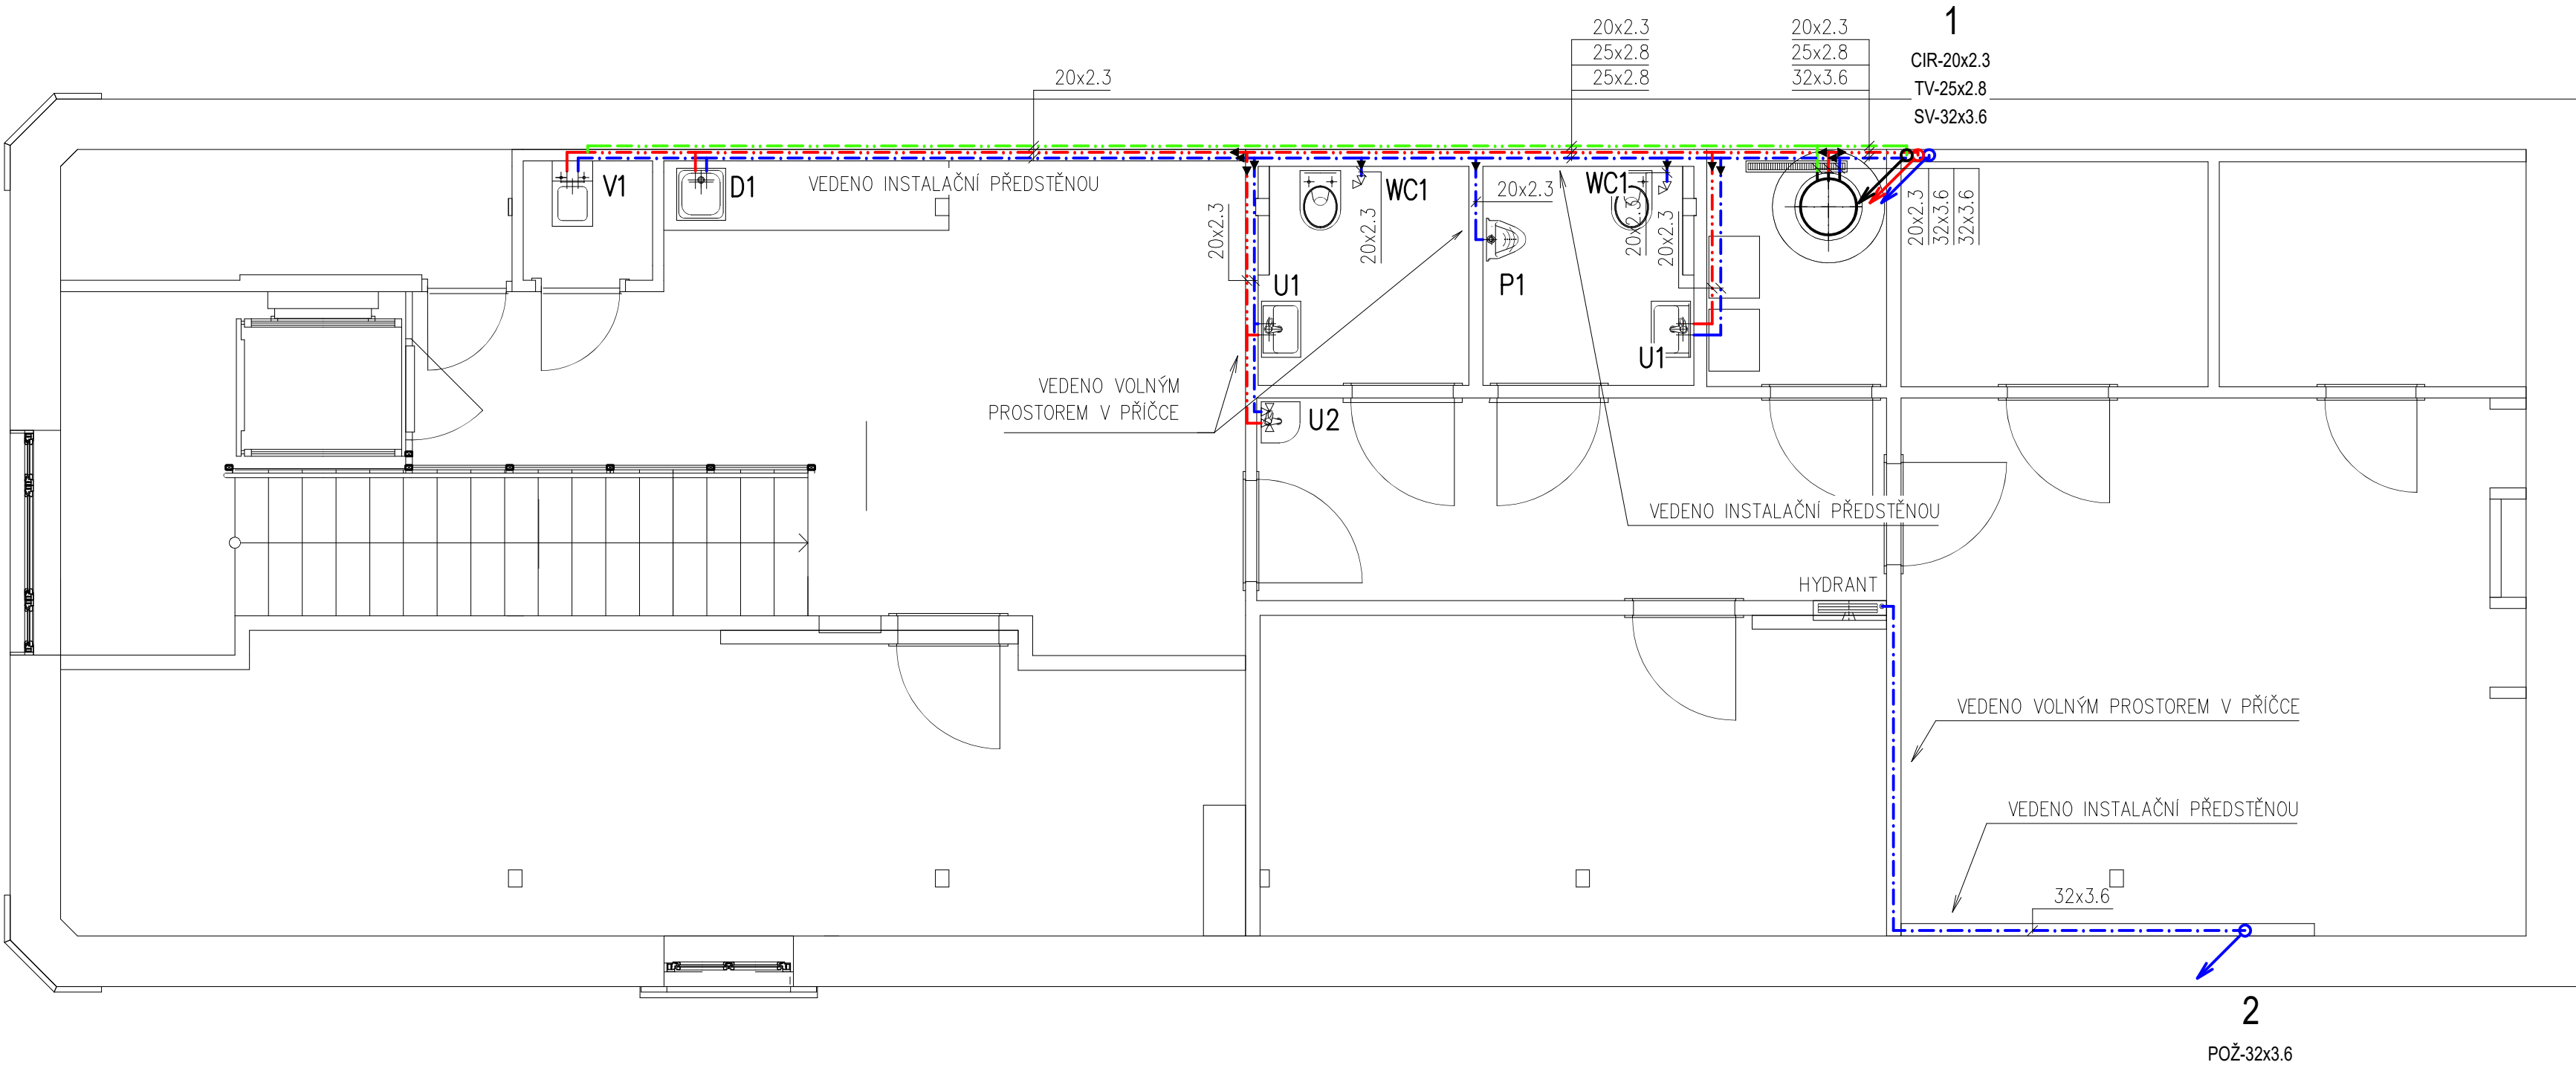 1
CIR-20x2.3
TV-25x2.8
SV-32x3.6
20x2.3
20x2.3
25x2.8
25x2.8
20x2.3
25x2.8
32x3.6
V1
D1
VEDENO INSTALAČNÍ PŘEDSTĚNOU
20x2.3
WC1
20x2.3
20x2.3
WC1
20x2.3
20x2.3
20x2.3
32x3.6
32x3.6
U1
P1
U1
VEDENO VOLNÝM
PROSTOREM V PŘÍČCE
U2
VEDENO INSTALAČNÍ PŘEDSTĚNOU
HYDRANT
VEDENO VOLNÝM PROSTOREM V PŘÍČCE
VEDENO INSTALAČNÍ PŘEDSTĚNOU
32x3.6
2
POŽ-32x3.6